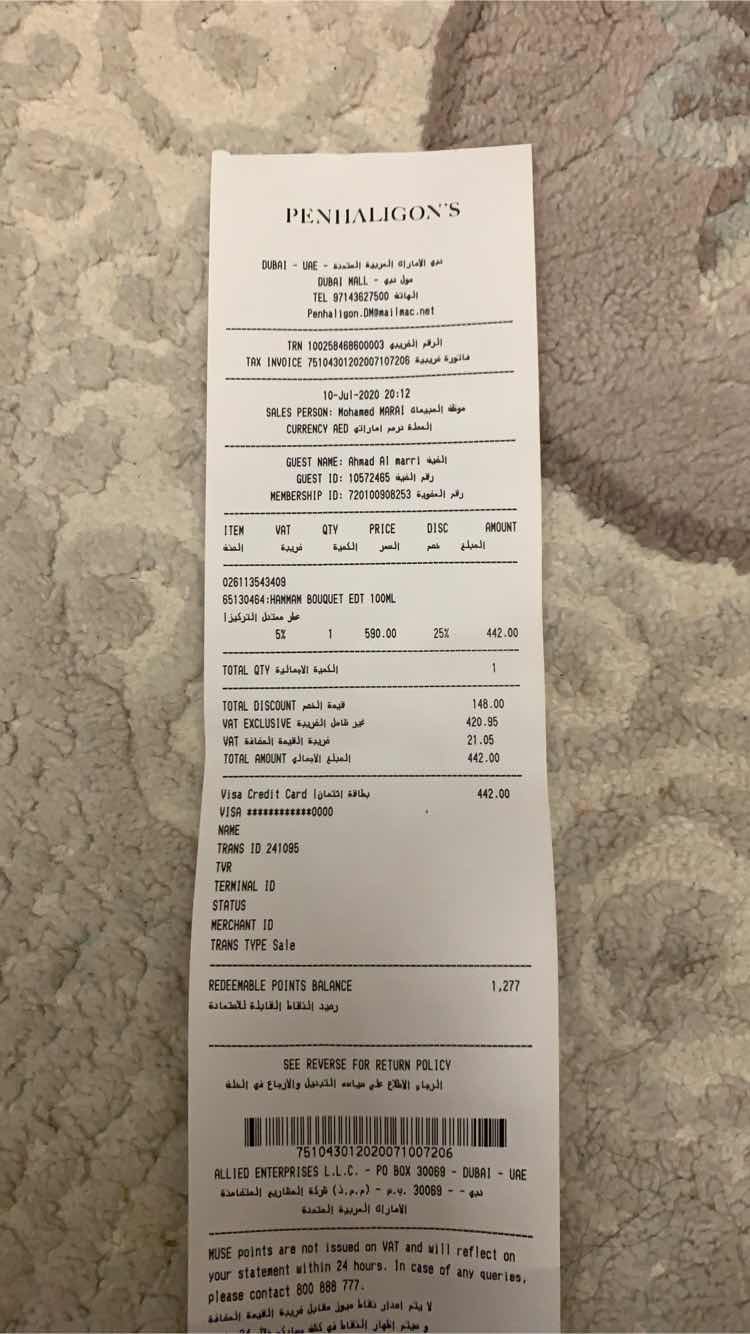 PENHALIGON'S
DUBAI - UAE - دبي الامارات العربية المتحدة
DUBAI MALL - مول دبي
TEL 97143627500 الهاتف
Penhaligon.DM@mailmac.net
TRN 100258468600003 الرقم الضريبي
TAX INVOICE 75104301202007107206 فاتورة ضريبية
10-Jul-2020 20:12
SALES PERSON: Mohamed MARAI موظف المبيعات
CURRENCY AED العملة درهم اماراتي
GUEST NAME: Ahmad Al marri الضيف
GUEST ID: 10572465 رقم الضيف
MEMBERSHIP ID: 720100908253 رقم العضوية
ITEM VAT QTY PRICE DISC AMOUNT
الصنف ضريبة الكمية السعر خصم المبلغ
026113543409
65130464:HAMMAM BOUQUET EDT 100ML
عطر معتدل التركيزا
5% 1 590.00 25% 442.00
TOTAL QTY الكمية الاجمالية 1
TOTAL DISCOUNT قيمة الخصم 148.00
VAT EXCLUSIVE غير شامل الضريبة 420.95
VAT ضريبة القيمة المضافة 21.05
TOTAL AMOUNT المبلغ الاجمالي 442.00
Visa Credit Card بطاقة إئتمان| 442.00
VISA ************0000
NAME
TRANS ID 241095
TVR
TERMINAL ID
STATUS
MERCHANT ID
TRANS TYPE Sale
REDEEMABLE POINTS BALANCE 1,277
رصيد النقاط القابلة للاستفادة
SEE REVERSE FOR RETURN POLICY
الرجاء الاطلاع على سياسة التبديل والارجاع في الخلف
751043012020071007206
ALLIED ENTERPRISES L.L.C. - PO BOX 30069 - DUBAI - UAE
شركة المشاريع المتضامنة (ذ.م.م) - ص.ب. 30069 - دبي -
الامارات العربية المتحدة
MUSE points are not issued on VAT and will reflect on
your statement within 24 hours. In case of any queries,
please contact 800 888 777.
لا يتم اصدار نقاط ميوز مقابل ضريبة القيمة المضافة
و سيتم إظهار النقاط في كشف 24